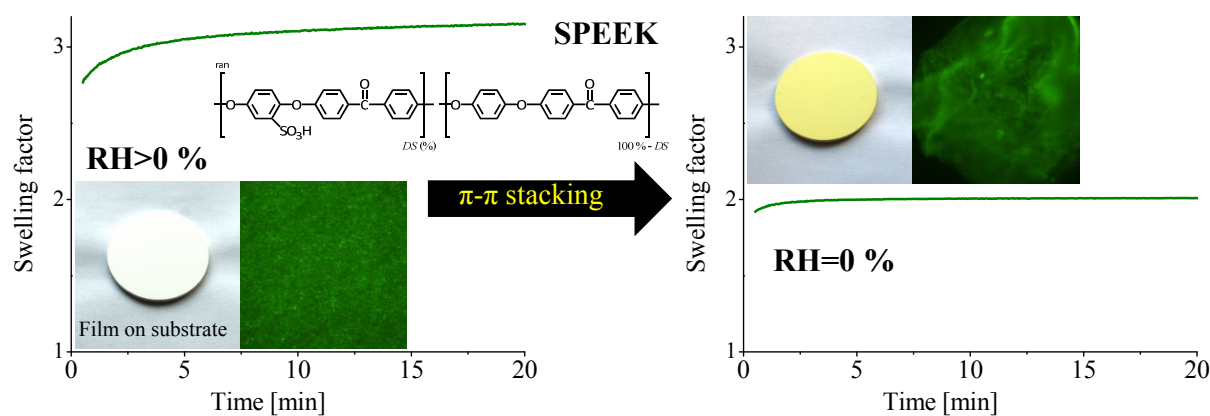 3
2
1
Swelling factor
0
5
10
15
20
Time [min]
RH>0 %
Film on substrate
SPEEK
ran
O
O
O
C
SO₃H
DS (%)
O
O
O
C
100 % - DS
π-π stacking
3
2
1
Swelling factor
0
5
10
15
20
Time [min]
RH=0 %